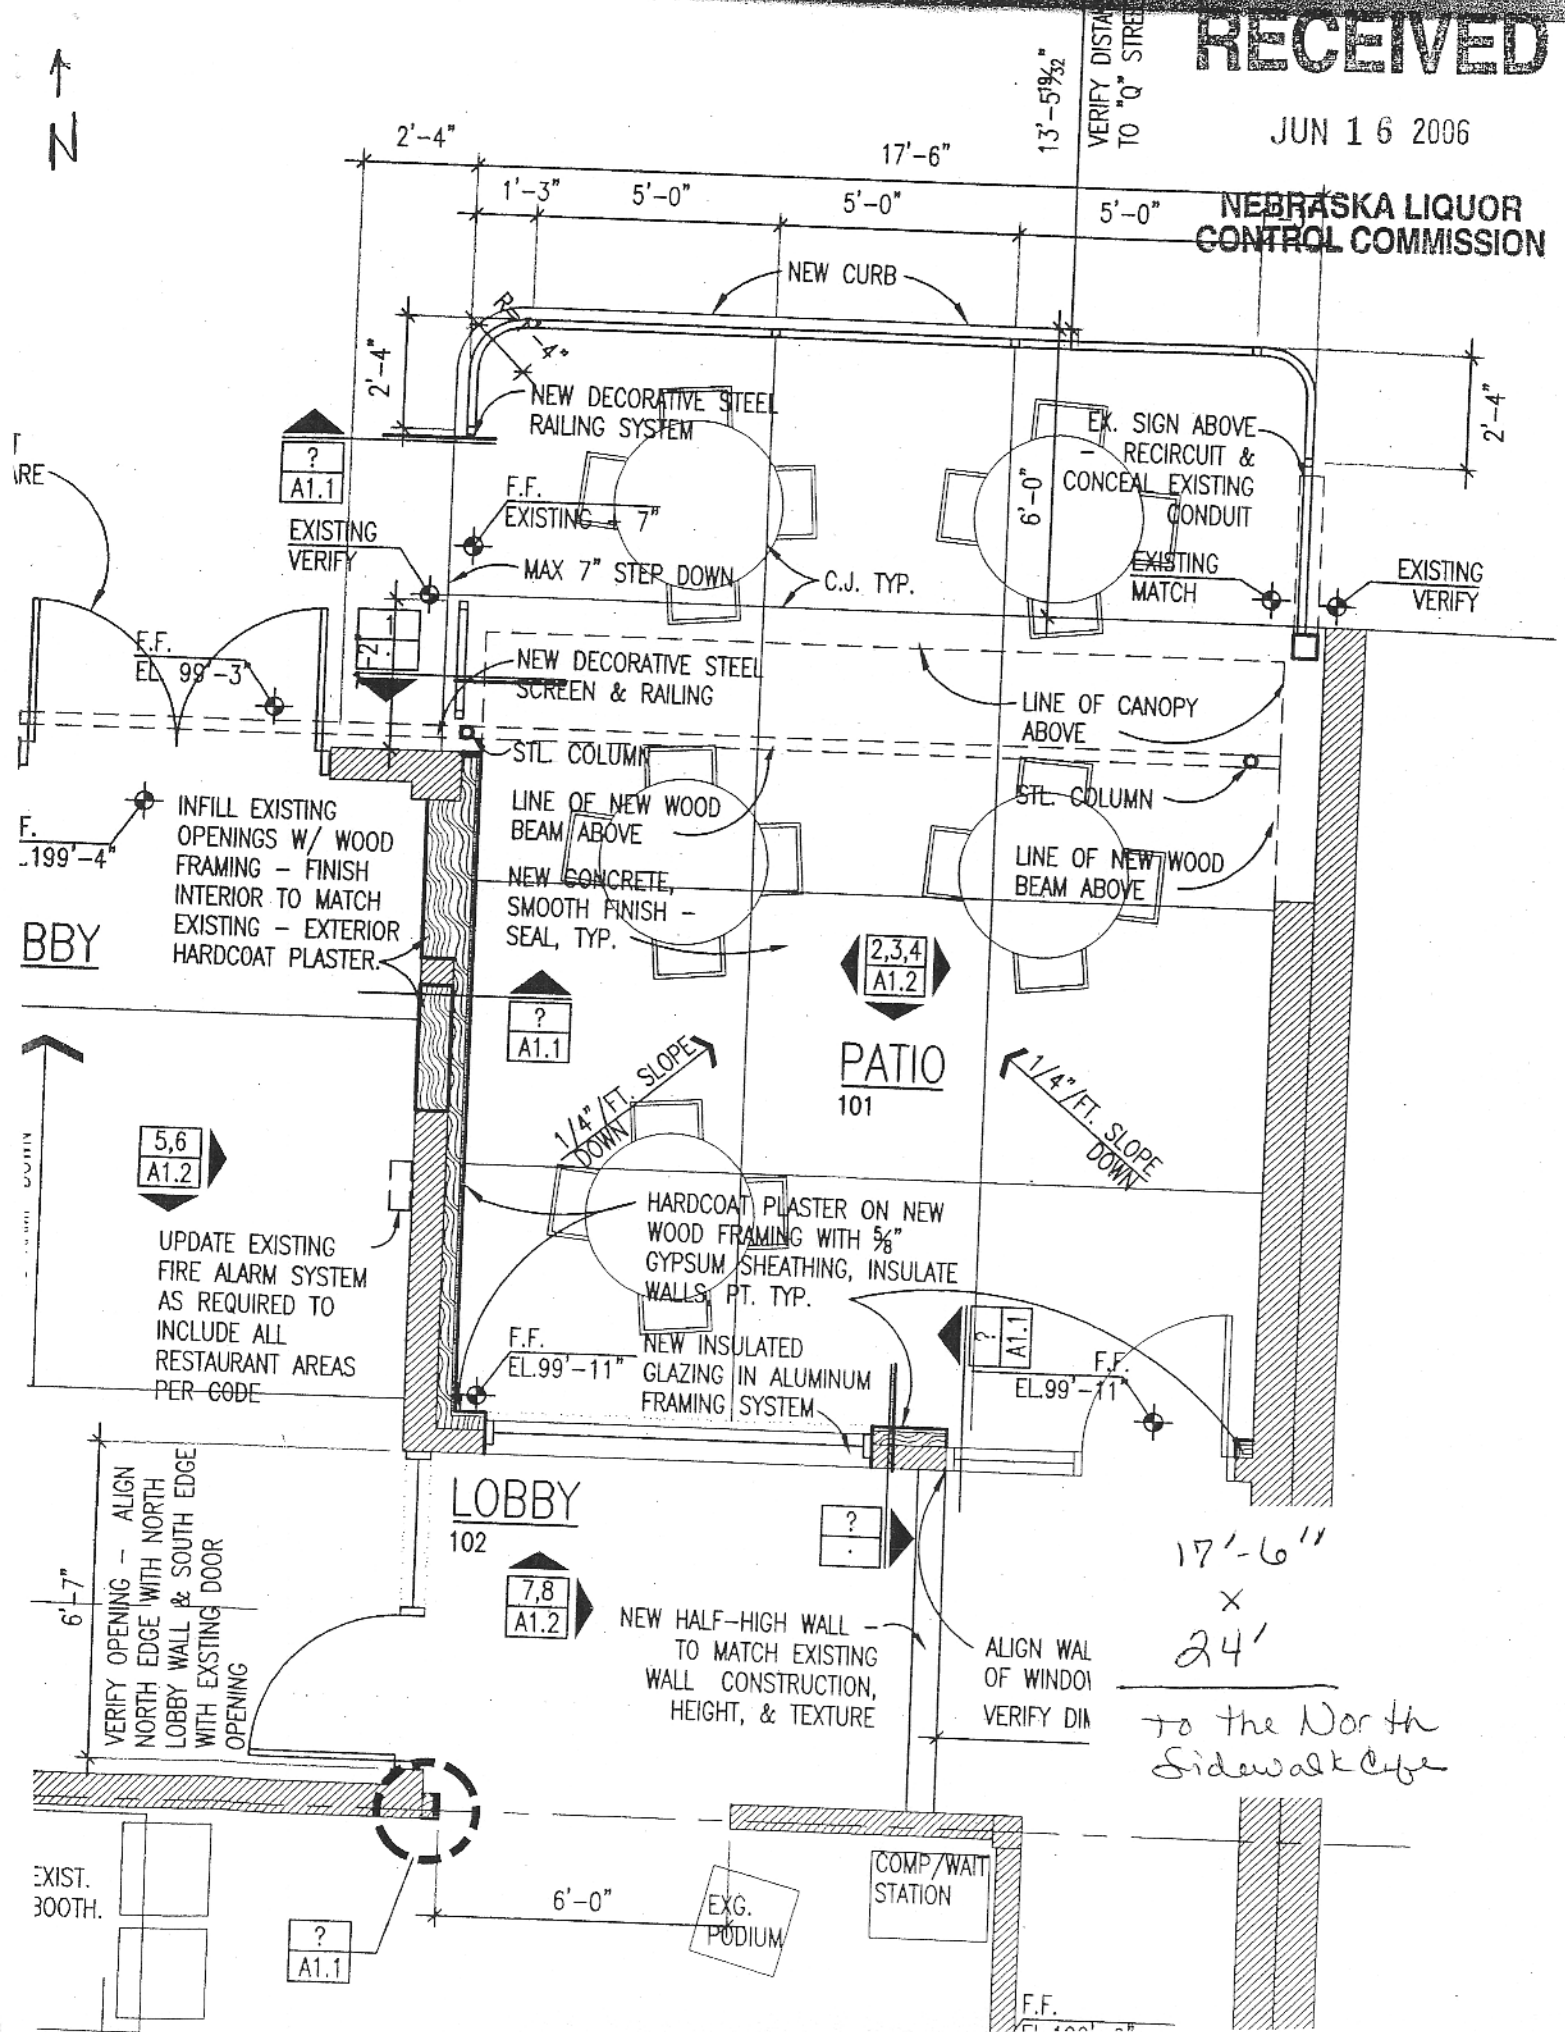 RECEIVED
JUN 16 2006
NEBRASKA LIQUOR
CONTROL COMMISSION
N
13'-5 19/32"
VERIFY
TO "Q"
2'-4"
17'-6"
1'-3"
5'-0"
5'-0"
5'-0"
NEW CURB
2'-4"
2'-4"
NEW DECORATIVE STEEL
RAILING SYSTEM
EX. SIGN ABOVE
- RECIRCUIT &
CONCEAL EXISTING
CONDUIT
6'-0"
?
A1.1
F.F.
EXISTING - 7"
EXISTING
VERIFY
MAX 7" STEP DOWN
C.J. TYP.
EXISTING
MATCH
EXISTING
VERIFY
F.F.
EL 99'-3"
NEW DECORATIVE STEEL
SCREEN & RAILING
LINE OF CANOPY
ABOVE
STL. COLUMN
STL. COLUMN
LINE OF NEW WOOD
BEAM ABOVE
LINE OF NEW WOOD
BEAM ABOVE
INFILL EXISTING
OPENINGS W/ WOOD
FRAMING - FINISH
INTERIOR TO MATCH
EXISTING - EXTERIOR
HARDCOAT PLASTER.
F.
199'-4"
BBY
NEW CONCRETE,
SMOOTH FINISH -
SEAL, TYP.
2,3,4
A1.2
?
A1.1
PATIO
101
1/4"/FT. SLOPE
DOWN
1/4"/FT. SLOPE
DOWN
5,6
A1.2
UPDATE EXISTING
FIRE ALARM SYSTEM
AS REQUIRED TO
INCLUDE ALL
RESTAURANT AREAS
PER CODE
HARDCOAT PLASTER ON NEW
WOOD FRAMING WITH 5/8"
GYPSUM SHEATHING, INSULATE
WALLS, PT. TYP.
F.F.
EL.99'-11"
NEW INSULATED
GLAZING IN ALUMINUM
FRAMING SYSTEM
?
A1.1
F.F.
EL.99'-11"
LOBBY
102
?
7,8
A1.2
6'-7"
VERIFY OPENING - ALIGN
NORTH EDGE WITH NORTH
LOBBY WALL & SOUTH EDGE
WITH EXISTING DOOR
OPENING
NEW HALF-HIGH WALL -
TO MATCH EXISTING
WALL CONSTRUCTION,
HEIGHT, & TEXTURE
ALIGN
OF
VERIFY
17'-6"
x
24'
to the North
Sidewalk Cafe
EXIST.
BOOTH.
?
A1.1
6'-0"
EXG.
PODIUM
COMP/WAIT
STATION
F.F.